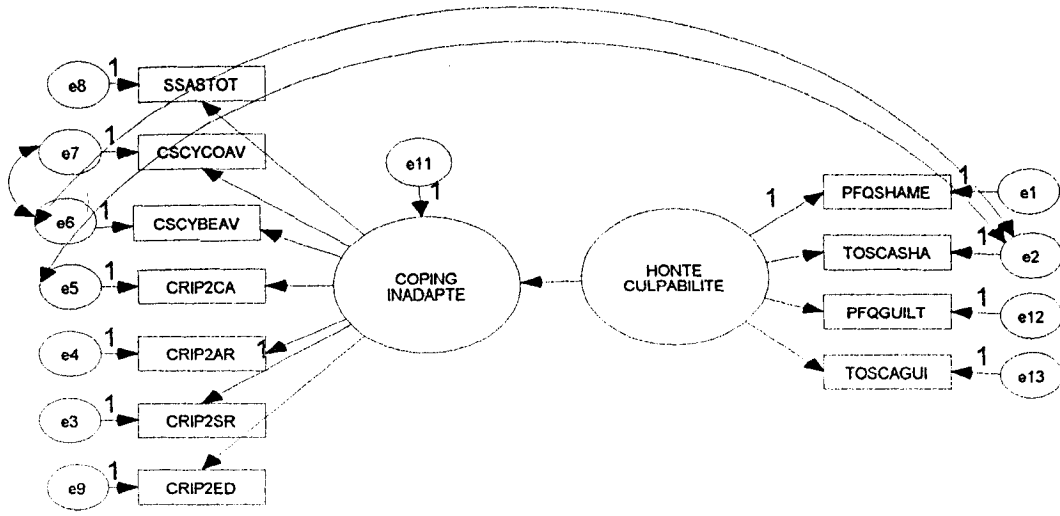 e8
1
SSASTOT
e7
1
CSCYCOAV
e6
1
CSCYBEAV
e5
1
CRIP2CA
e4
1
CRIP2AR
1
e3
1
CRIP2SR
e9
1
CRIP2ED
e11
1
COPING
INADAPTE
HONTE
CULPABILITE
1
PFQSHAME
1
e1
TOSCASHA
1
e2
PFQGUILT
1
e12
TOSCAGUI
1
e13